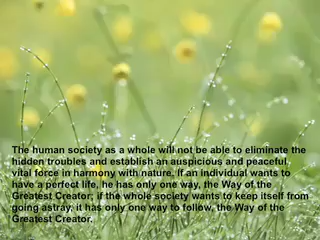 The human society as a whole will not be able to eliminate the
hidden troubles and establish an auspicious and peaceful,
vital force in harmony with nature. If an individual wants to
have a perfect life, he has only one way, the Way of the
Greatest Creator; if the whole society wants to keep itself from
going astray, it has only one way to follow, the Way of the
Greatest Creator.